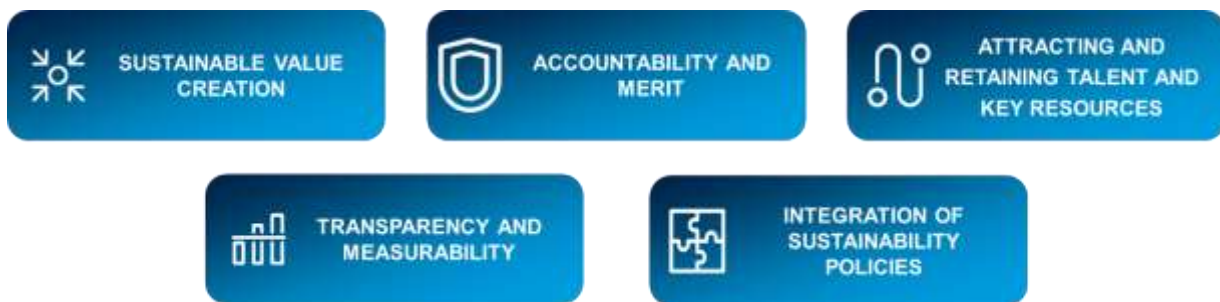 SUSTAINABLE VALUE
CREATION
ACCOUNTABILITY AND
MERIT
ATTRACTING AND
RETAINING TALENT AND
KEY RESOURCES
TRANSPARENCY AND
MEASURABILITY
INTEGRATION OF
SUSTAINABILITY
POLICIES